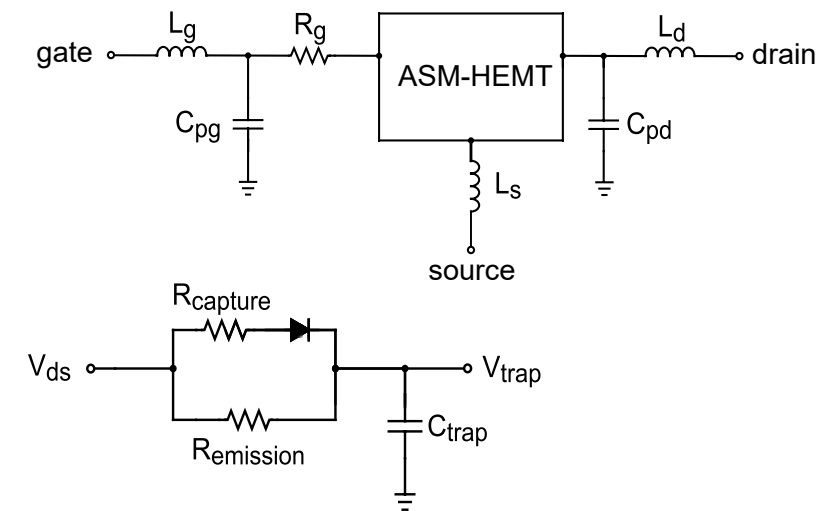 gate
Lg
Rg
ASM-HEMT
Ld
drain
Cpg
Cpd
Ls
source
Rcapture
Vds
Vtrap
Ctrap
Remission